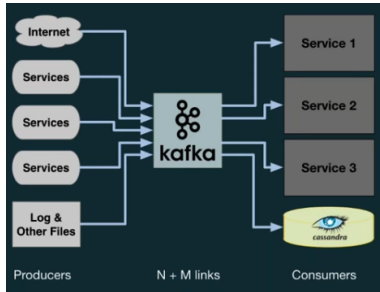 Internet
Services
Services
Services
Log &
Other Files
kafka
Service 1
Service 2
Service 3
cassandra
Producers
N + M links
Consumers